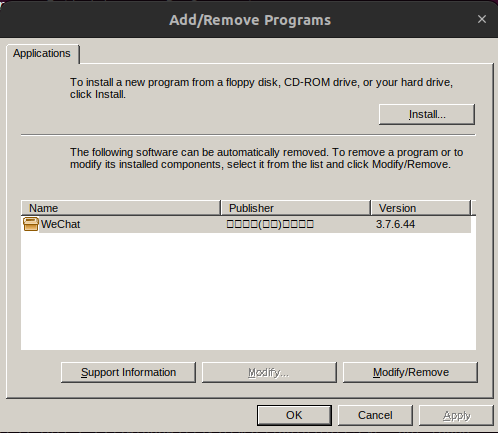 Add/Remove Programs
Applications
To install a new program from a floppy disk, CD-ROM drive, or your hard drive,
click Install.
Install...
The following software can be automatically removed. To remove a program or to
modify its installed components, select it from the list and click Modify/Remove.
Name Publisher Version
WeChat □□□□(□□)□□□□ 3.7.6.44
Support Information Modify... Modify/Remove
OK Cancel Apply